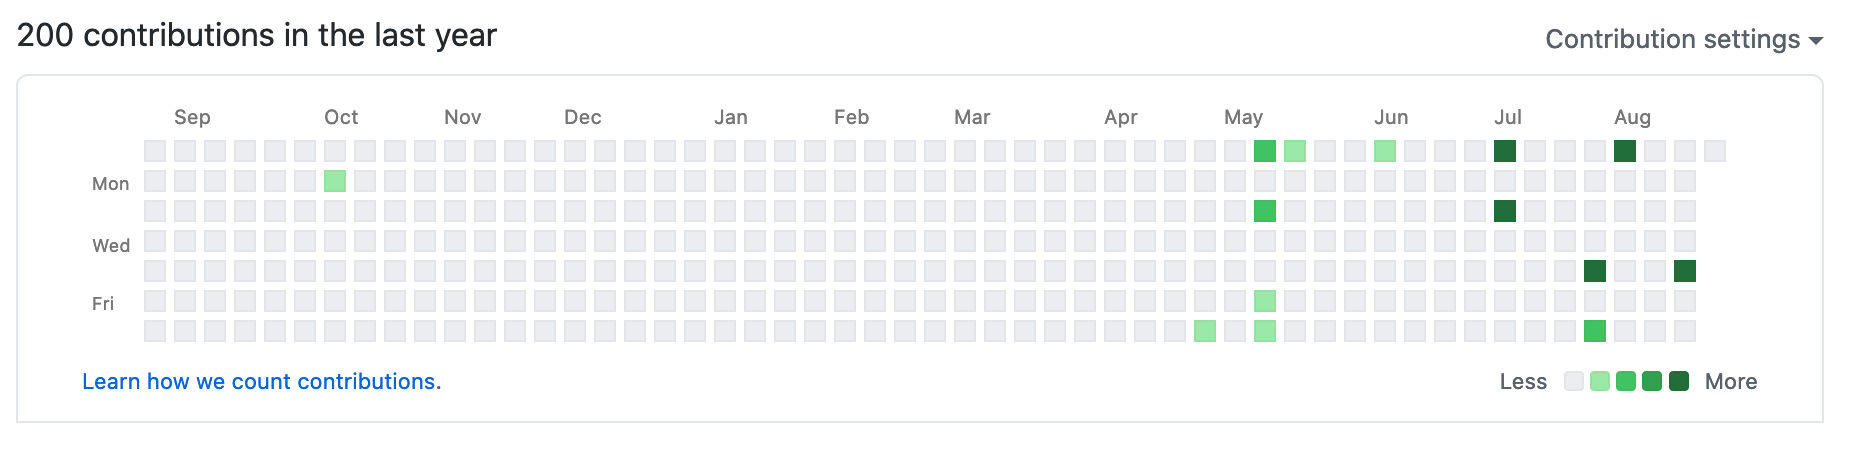 200 contributions in the last year
Contribution settings
Sep Oct Nov Dec Jan Feb Mar Apr May Jun Jul Aug
Mon
Wed
Fri
Learn how we count contributions.
Less More